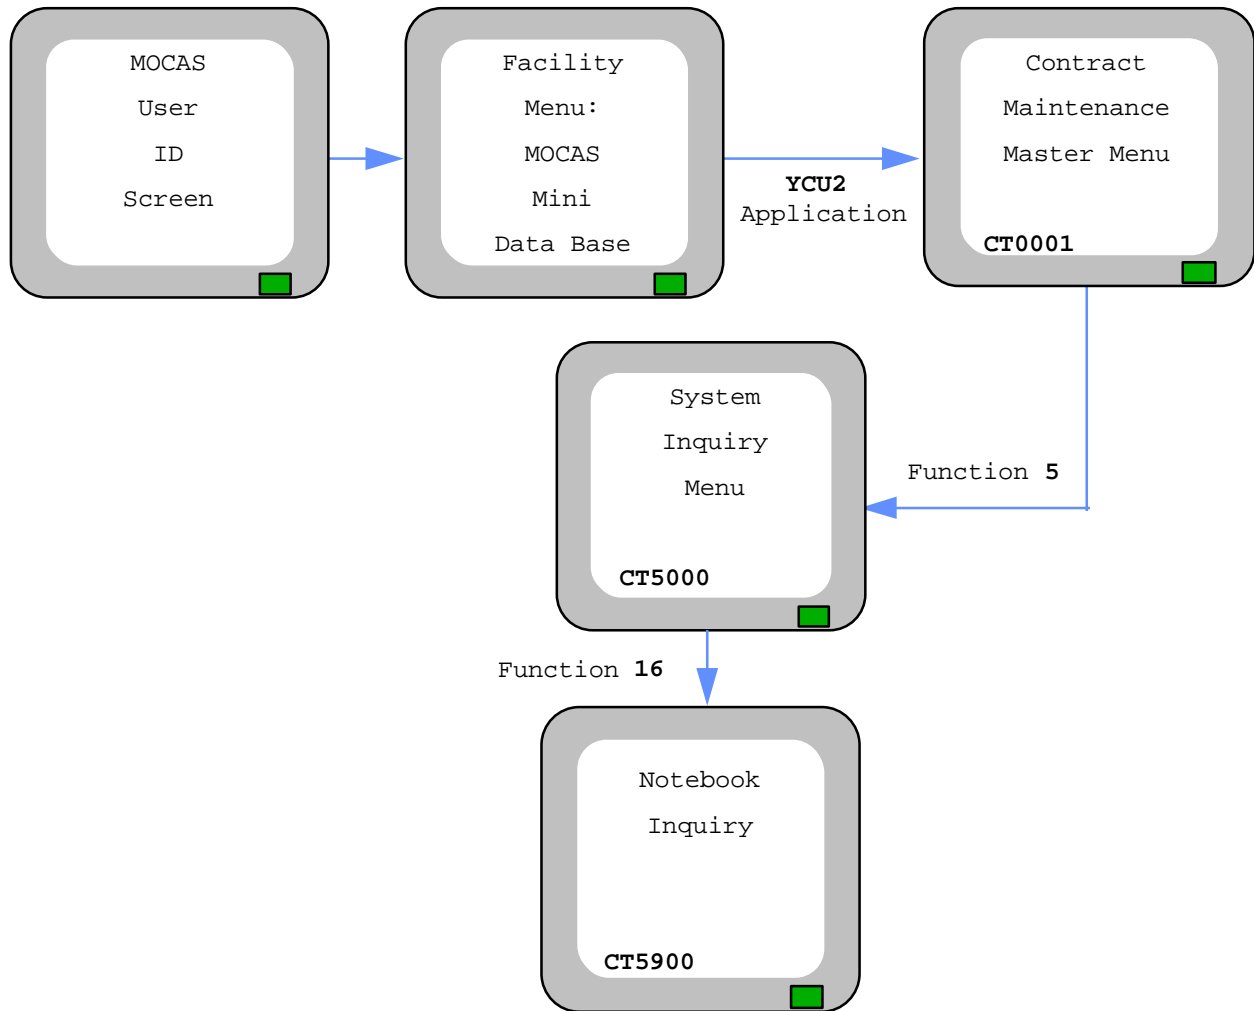 MOCAS
User
ID
Screen
Facility
Menu:
MOCAS
Mini
Data Base
YCU2
Application
Contract
Maintenance
Master Menu
CT0001
Function 5
System
Inquiry
Menu
CT5000
Function 16
Notebook
Inquiry
CT5900